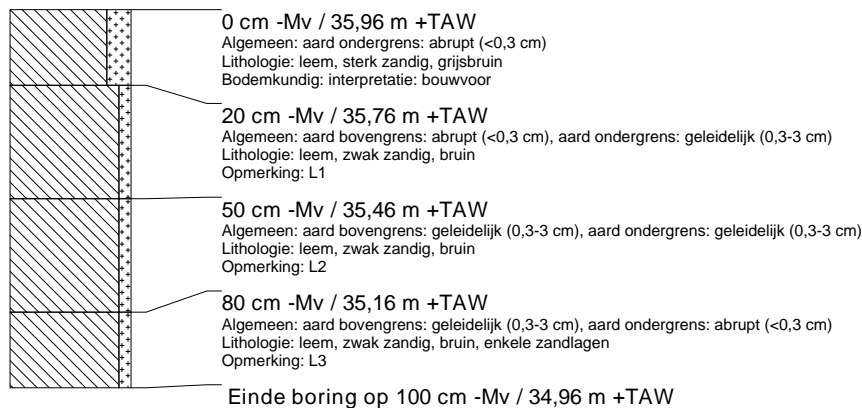 0 cm -Mv / 35,96 m +TAW
Algemeen: aard ondergrens: abrupt (<0,3 cm)
Lithologie: leem, sterk zandig, grijsbruin
Bodemkundig: interpretatie: bouwvoor
20 cm -Mv / 35,76 m +TAW
Algemeen: aard bovengrens: abrupt (<0,3 cm), aard ondergrens: geleidelijk (0,3-3 cm)
Lithologie: leem, zwak zandig, bruin
Opmerking: L1
50 cm -Mv / 35,46 m +TAW
Algemeen: aard bovengrens: geleidelijk (0,3-3 cm), aard ondergrens: geleidelijk (0,3-3 cm)
Lithologie: leem, zwak zandig, bruin
Opmerking: L2
80 cm -Mv / 35,16 m +TAW
Algemeen: aard bovengrens: geleidelijk (0,3-3 cm), aard ondergrens: abrupt (<0,3 cm)
Lithologie: leem, zwak zandig, bruin, enkele zandlagen
Opmerking: L3
Einde boring op 100 cm -Mv / 34,96 m +TAW